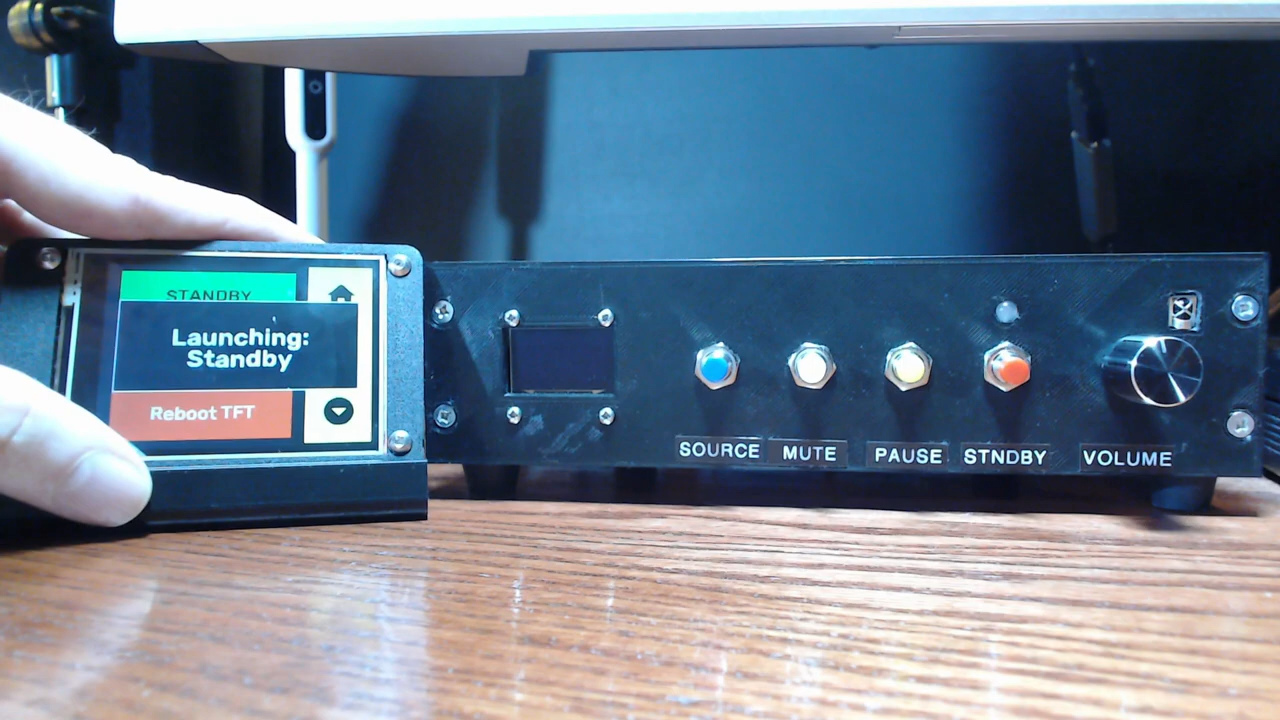 STANDBY
Launching:
Standby
Reboot TFT
SOURCE MUTE PAUSE STNDBY VOLUME